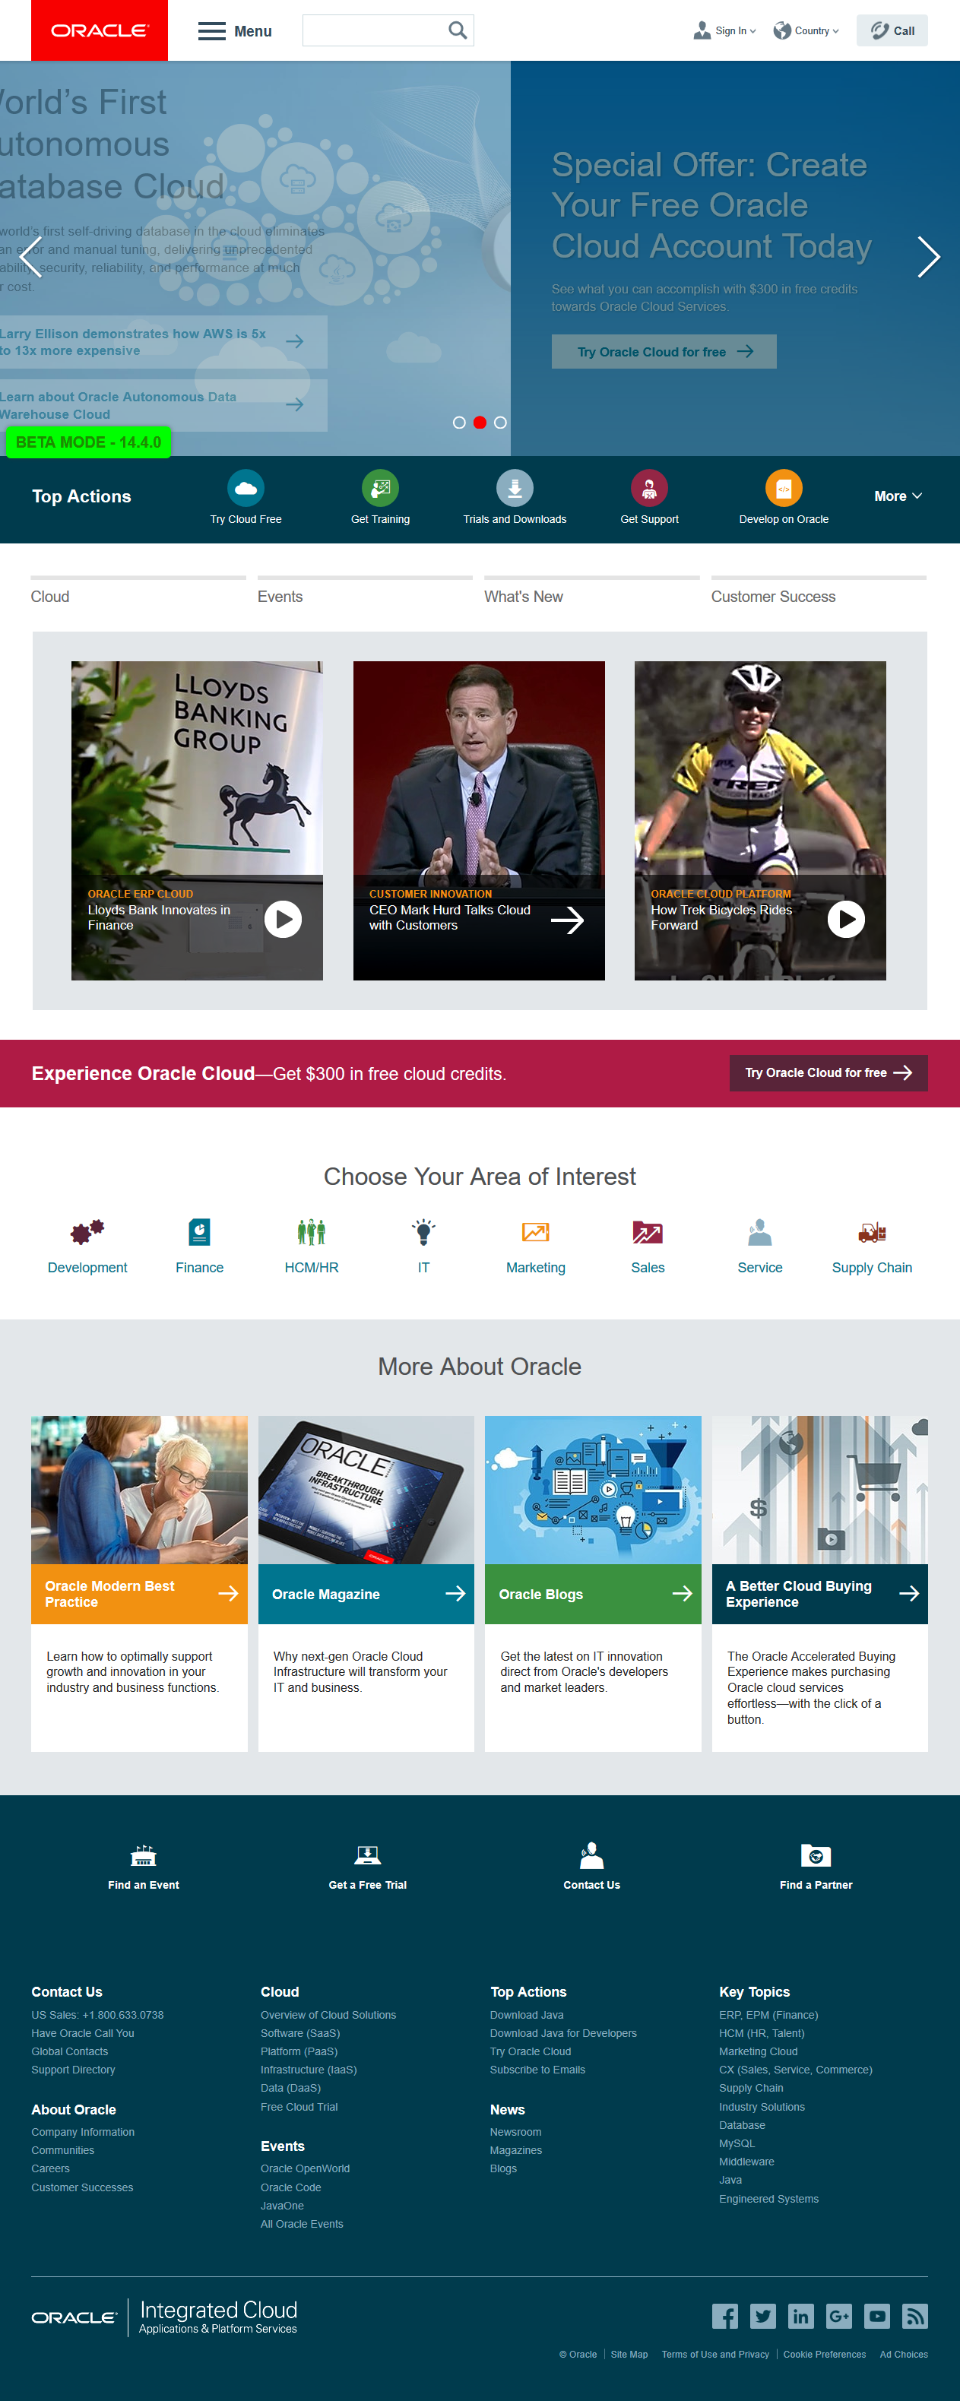 ORACLE
Menu
Sign In
Country
Call
World's First
Autonomous
Database Cloud
world's first self-driving database in the cloud eliminates
error and manual tuning, delivering unprecedented
security, reliability, and performance at much
cost.
Larry Ellison demonstrates how AWS is 5x
to 13x more expensive
Learn about Oracle Autonomous Data
Warehouse Cloud
Special Offer: Create
Your Free Oracle
Cloud Account Today
See what you can accomplish with $300 in free credits
towards Oracle Cloud Services.
Try Oracle Cloud for free
BETA MODE - 14.4.0
Top Actions
Try Cloud Free
Get Training
Trials and Downloads
Get Support
Develop on Oracle
More
Cloud
Events
What's New
Customer Success
LLOYDS
BANKING
GROUP
ORACLE ERP CLOUD
Lloyds Bank Innovates in
Finance
CUSTOMER INNOVATION
CEO Mark Hurd Talks Cloud
with Customers
TREK
ORACLE CLOUD PLATFORM
How Trek Bicycles Rides
Forward
Experience Oracle Cloud—Get $300 in free cloud credits.
Try Oracle Cloud for free
Choose Your Area of Interest
Development
Finance
HCM/HR
IT
Marketing
Sales
Service
Supply Chain
More About Oracle
ORACLE
BREAKTHROUGH
INFRASTRUCTURE
Oracle Modern Best
Practice
Learn how to optimally support
growth and innovation in your
industry and business functions.
Oracle Magazine
Why next-gen Oracle Cloud
Infrastructure will transform your
IT and business.
Oracle Blogs
Get the latest on IT innovation
direct from Oracle's developers
and market leaders.
$
A Better Cloud Buying
Experience
The Oracle Accelerated Buying
Experience makes purchasing
Oracle cloud services
effortless—with the click of a
button.
Find an Event
Get a Free Trial
Contact Us
Find a Partner
Contact Us
US Sales: +1.800.633.0738
Have Oracle Call You
Global Contacts
Support Directory
About Oracle
Company Information
Communities
Careers
Customer Successes
Cloud
Overview of Cloud Solutions
Software (SaaS)
Platform (PaaS)
Infrastructure (IaaS)
Data (DaaS)
Free Cloud Trial
Events
Oracle OpenWorld
Oracle Code
JavaOne
All Oracle Events
Top Actions
Download Java
Download Java for Developers
Try Oracle Cloud
Subscribe to Emails
News
Newsroom
Magazines
Blogs
Key Topics
ERP, EPM (Finance)
HCM (HR, Talent)
Marketing Cloud
CX (Sales, Service, Commerce)
Supply Chain
Industry Solutions
Database
MySQL
Middleware
Java
Engineered Systems
ORACLE
Integrated Cloud
Applications & Platform Services
© Oracle
Site Map
Terms of Use and Privacy
Cookie Preferences
Ad Choices